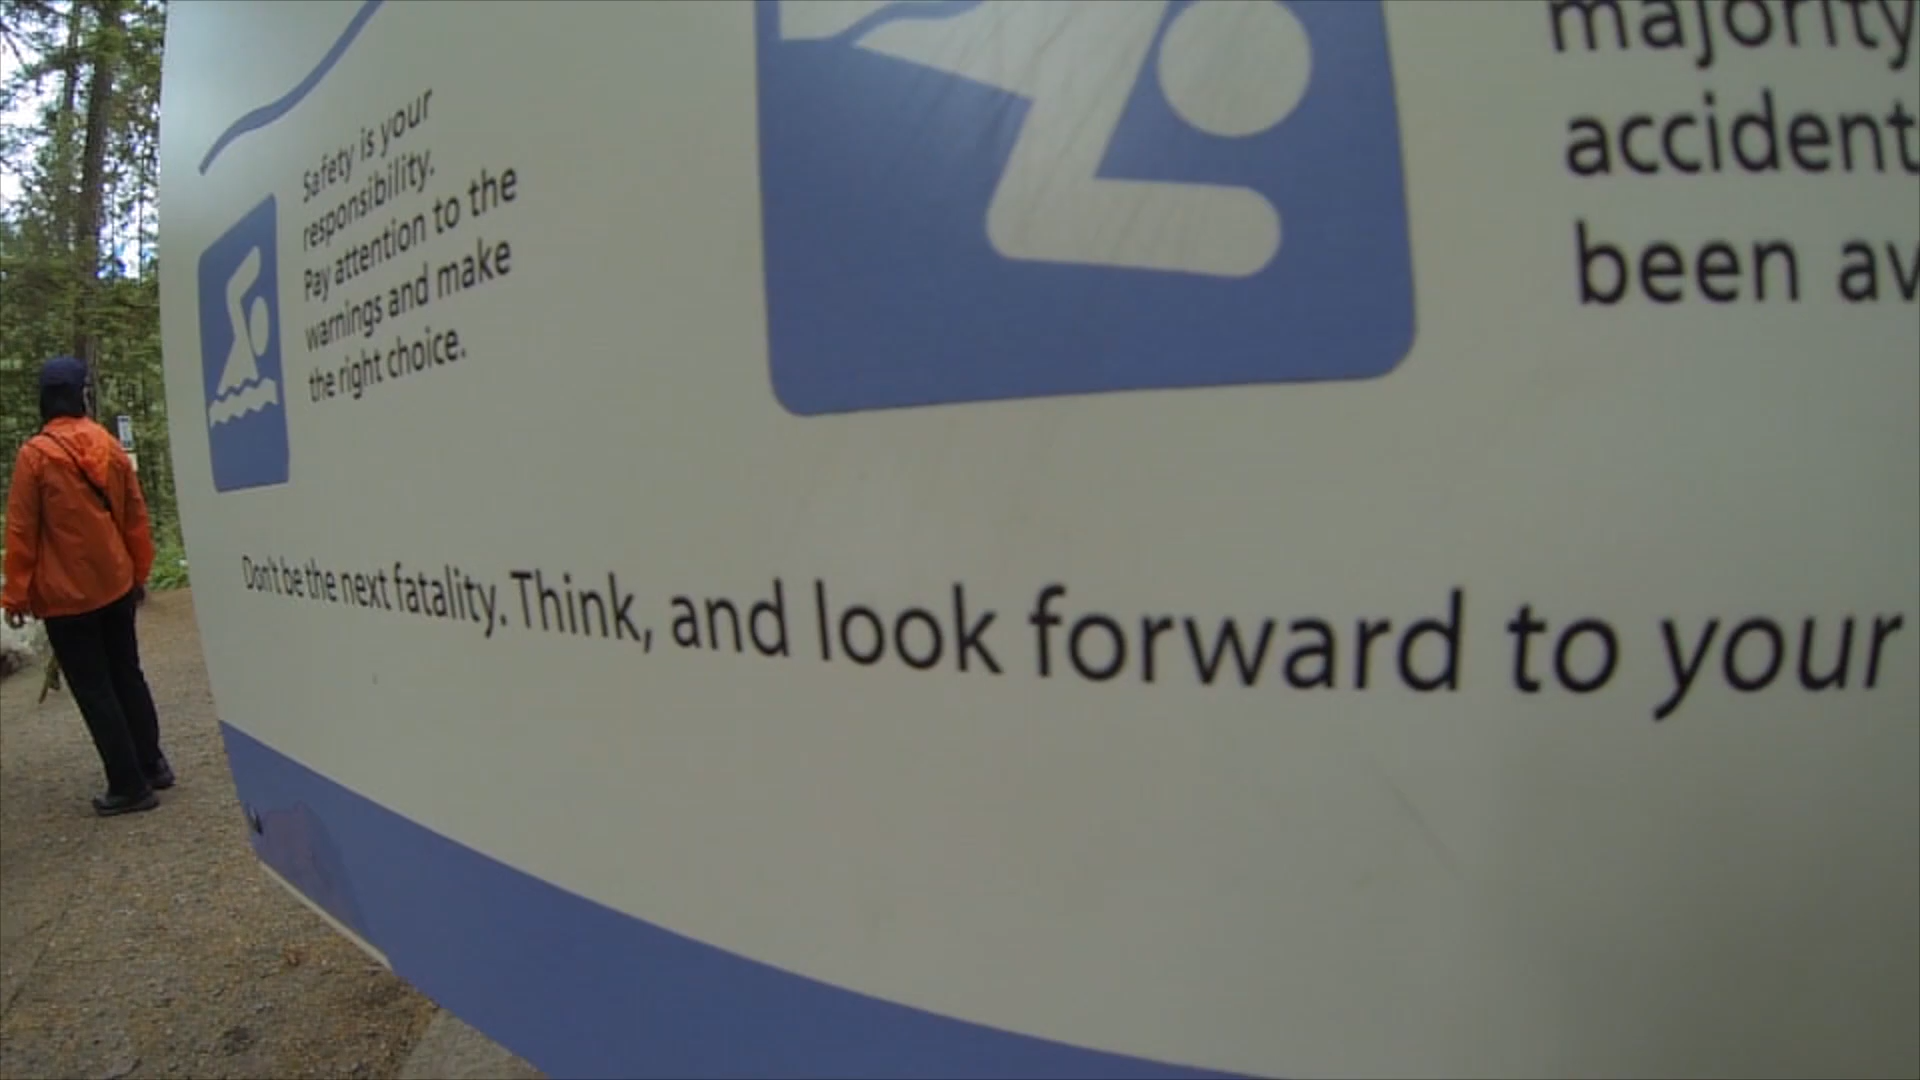 Safety is your
responsibility.
Pay attention to the
warnings and make
the right choice.
majority
accident
been
Don't be the next fatality. Think, and look forward to your